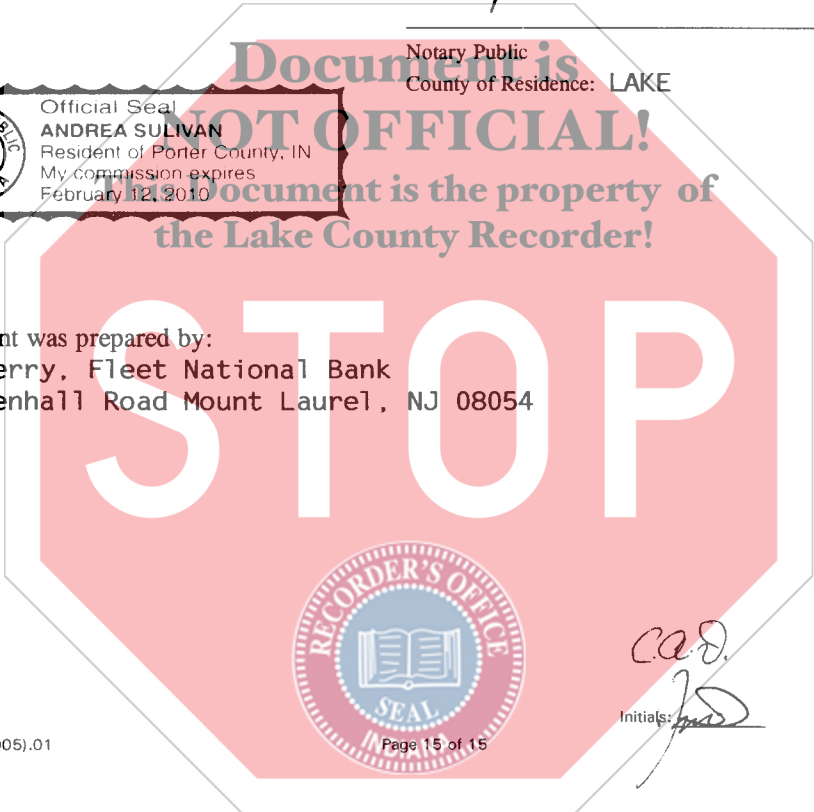 Document is
NOT OFFICIAL!
This Document is the property of
the Lake County Recorder!
Notary Public
County of Residence: LAKE
Official Seal
ANDREA SULIVAN
Resident of Porter County, IN
My commission expires
February 12, 2010
nt was prepared by:
erry, Fleet National Bank
enhall Road Mount Laurel, NJ 08054
STOP
RECORDER'S OFFICE
SEAL
INDIANA
C.A.D.
Initials:
005).01
Page 15 of 15